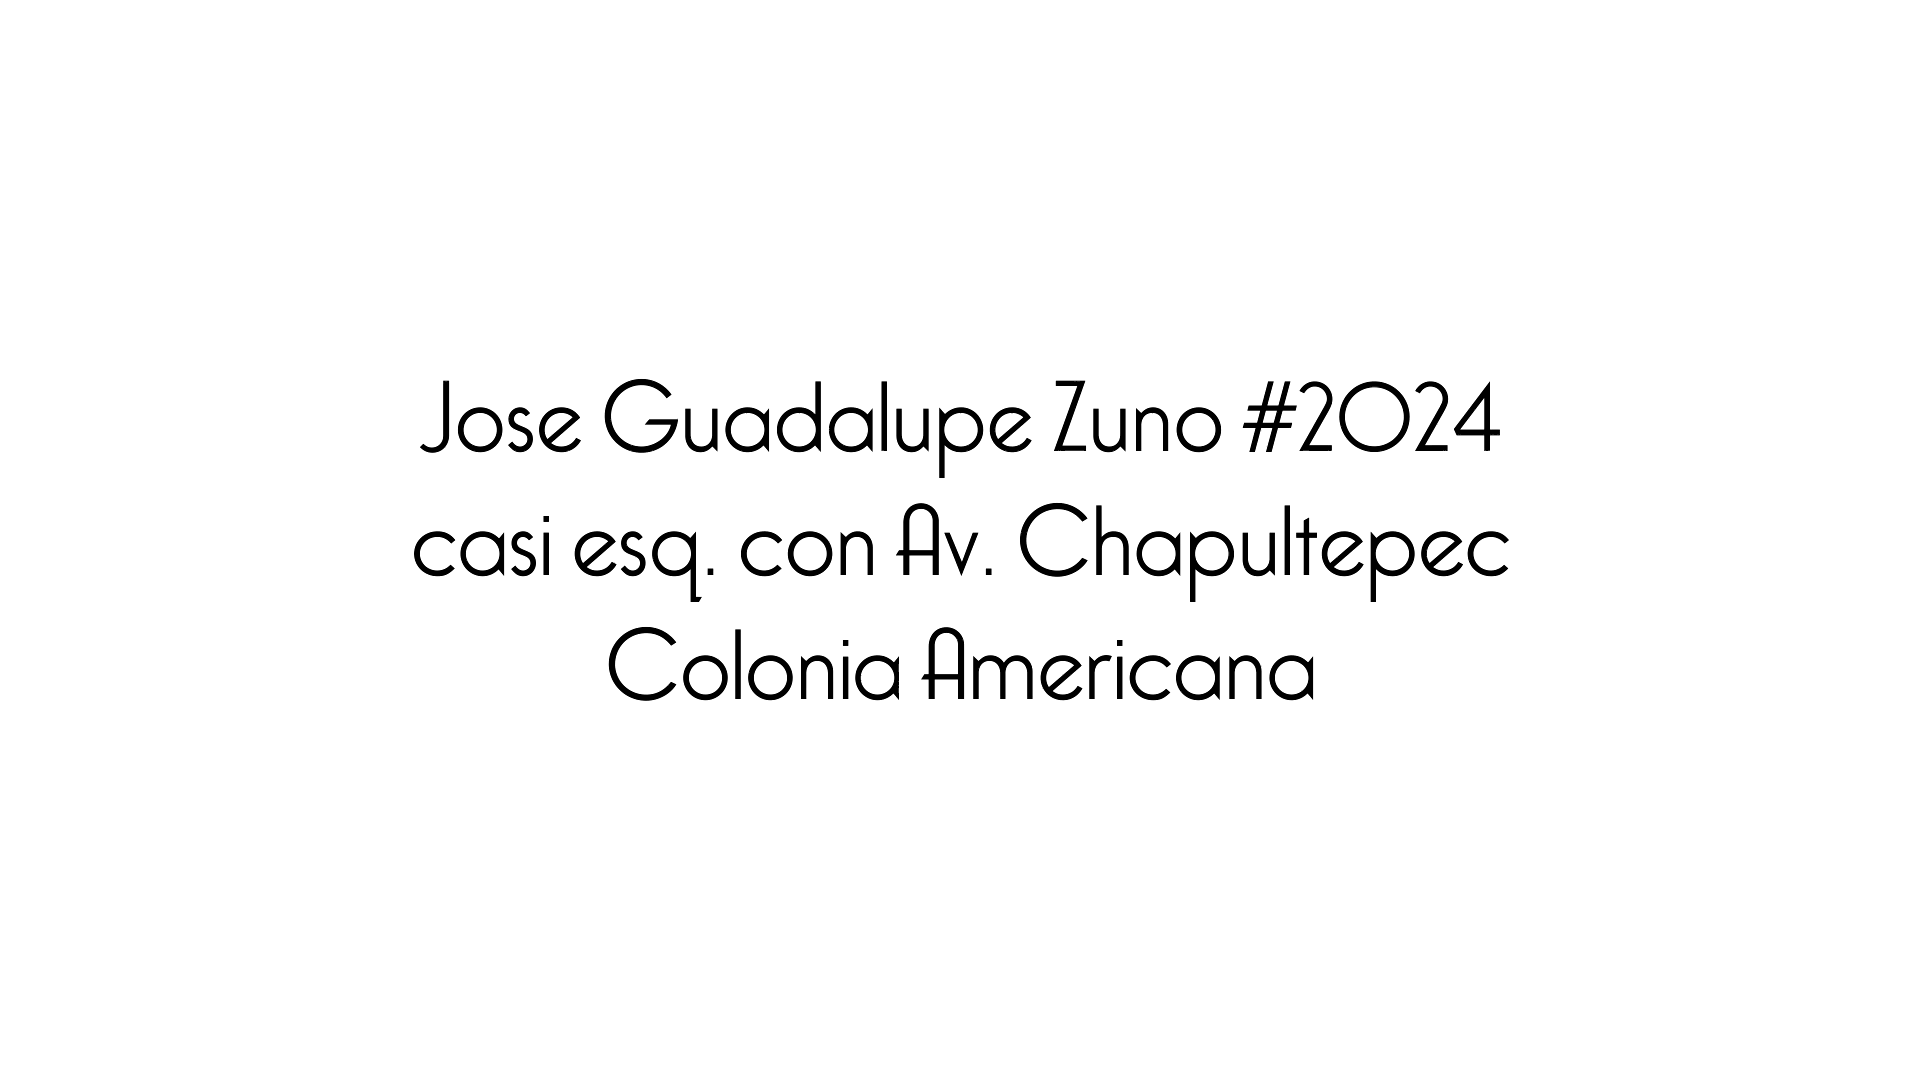 Jose Guadalupe Zuno #2024
casi esq. con Av. Chapultepec
Colonia Americana